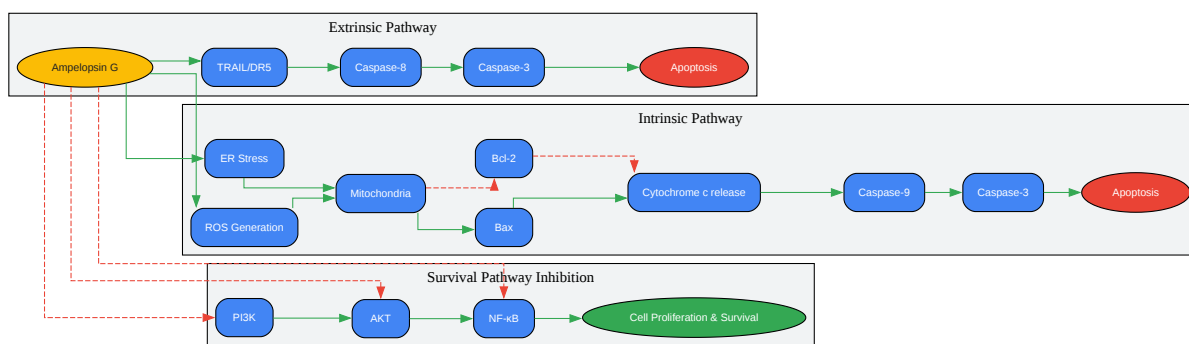 Extrinsic Pathway
Ampelopsin G
TRAIL/DR5
Caspase-8
Caspase-3
Apoptosis
Intrinsic Pathway
ER Stress
Bcl-2
Mitochondria
Cytochrome c release
Caspase-9
Caspase-3
Apoptosis
ROS Generation
Bax
Survival Pathway Inhibition
PI3K
AKT
NF-κB
Cell Proliferation & Survival